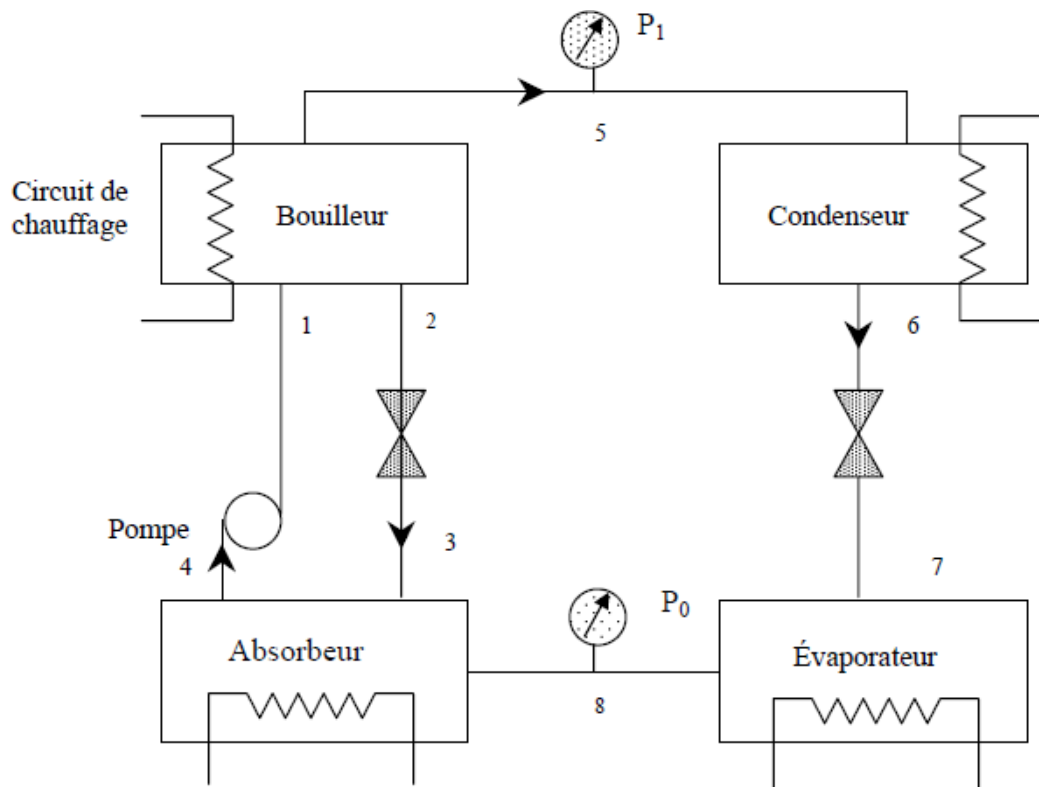 P₁
5
Circuit de
chauffage
Bouilleur
Condenseur
1
2
6
Pompe
4
3
7
P₀
Absorbeur
Évaporateur
8